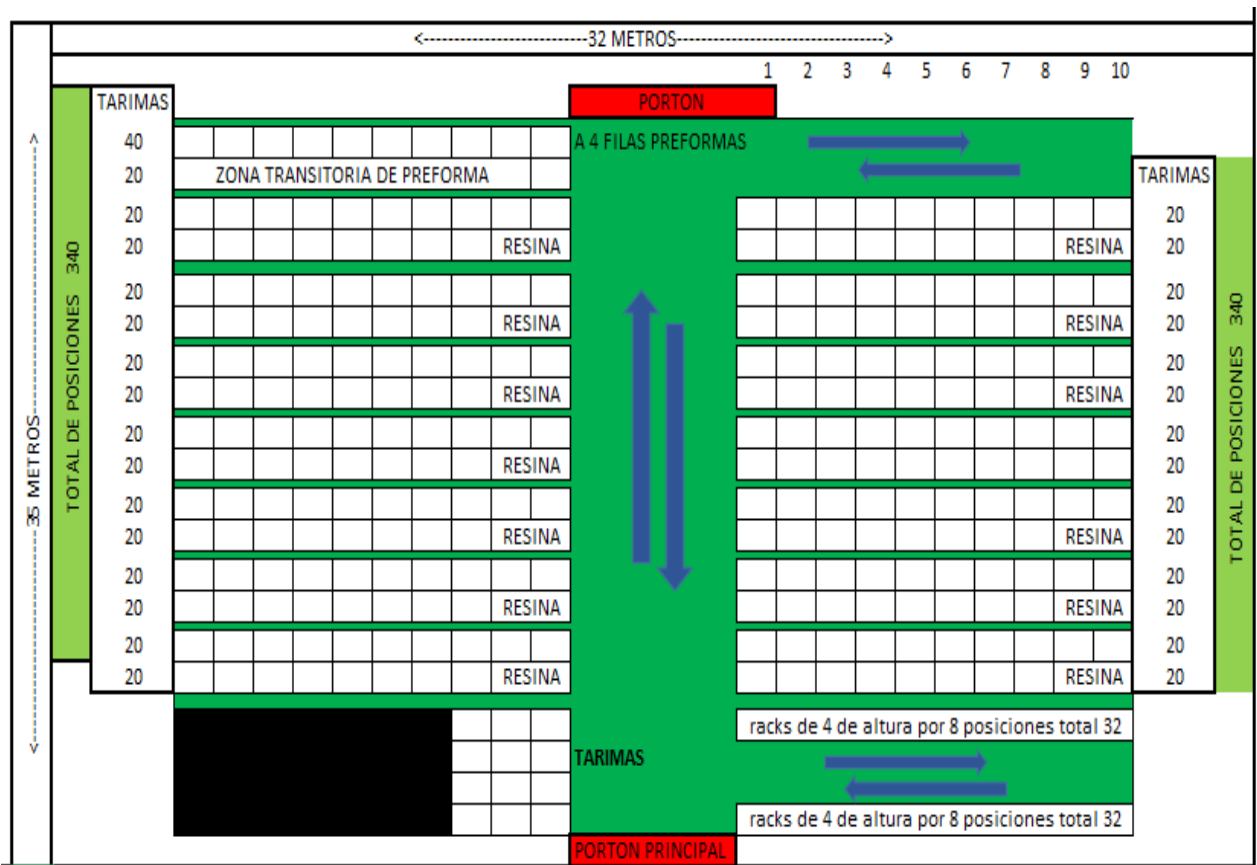 <---------------------------32 METROS---------------------------------->
1 2 3 4 5 6 7 8 9 10
TARIMAS PORTON
40 A 4 FILAS PREFORMAS
20 ZONA TRANSITORIA DE PREFORMA TARIMAS
20 20
20 RESINA RESINA 20
20 20
20 RESINA RESINA 20
20 20
20 RESINA RESINA 20
20 20
20 RESINA 20
20 20
20 RESINA RESINA 20
20 20
20 RESINA RESINA 20
20 20
20 RESINA RESINA 20
racks de 4 de altura por 8 posiciones total 32
TARIMAS
racks de 4 de altura por 8 posiciones total 32
PORTON PRINCIPAL
<-----------------------35 METROS----------------------->
TOTAL DE POSICIONES 340
TOTAL DE POSICIONES 340